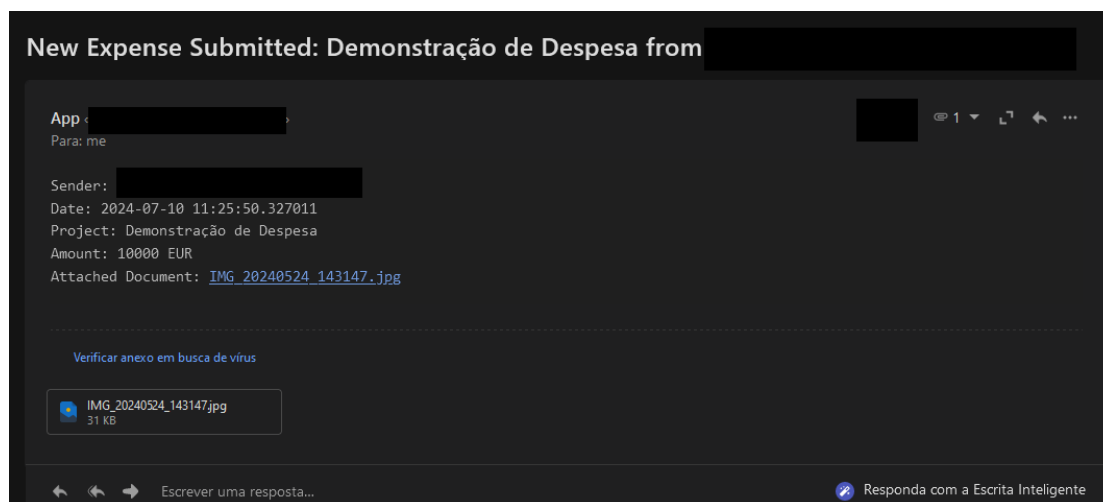 New Expense Submitted: Demonstração de Despesa from
App
Para: me
1
Sender:
Date: 2024-07-10 11:25:50.327011
Project: Demonstração de Despesa
Amount: 10000 EUR
Attached Document: IMG_20240524_143147.jpg
Verificar anexo em busca de vírus
IMG_20240524_143147.jpg
31 KB
Escrever uma resposta...
Responda com a Escrita Inteligente